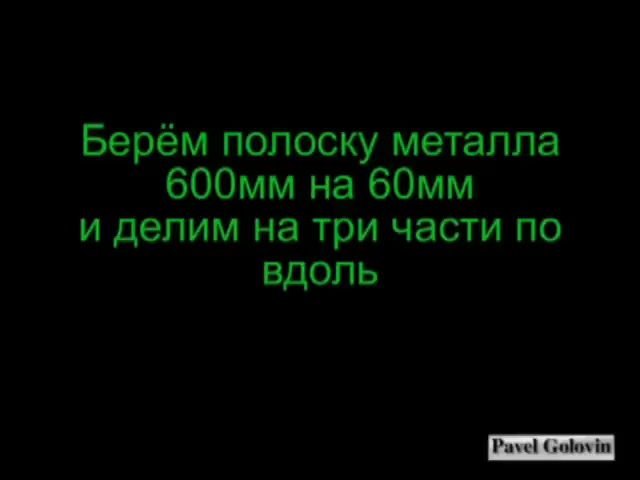 Берём полоску металла
600мм на 60мм
и делим на три части по
вдоль
Pavel Golovin